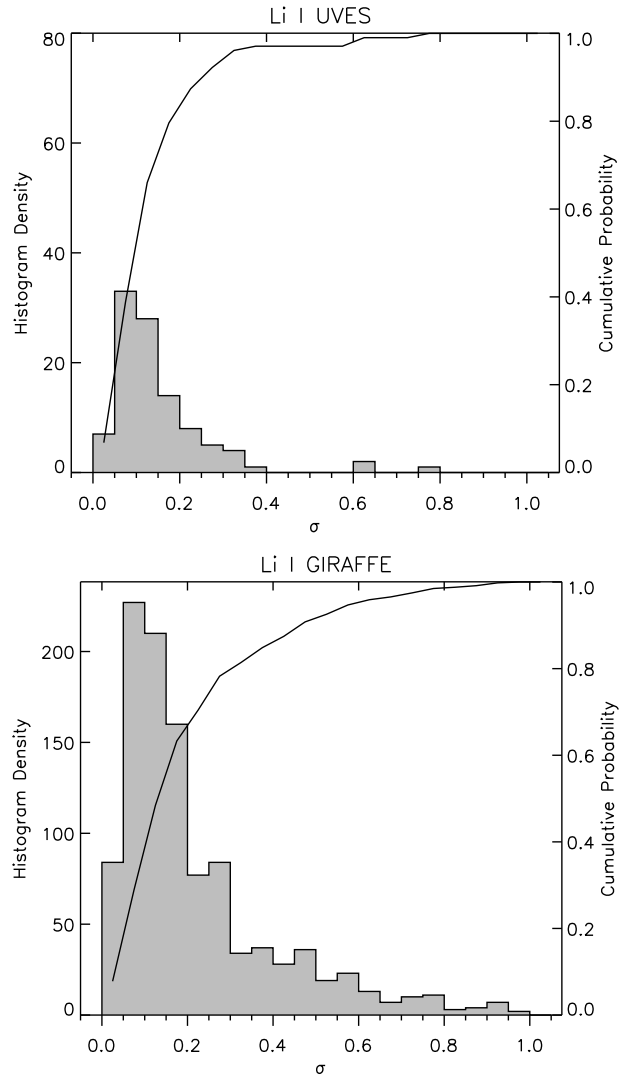 Li I UVES
80
60
40
20
0
Histogram Density
1.0
0.8
0.6
0.4
0.2
0.0
Cumulative Probability
0.0 0.2 0.4 0.6 0.8 1.0
σ
Li I GIRAFFE
200
150
100
50
0
Histogram Density
1.0
0.8
0.6
0.4
0.2
0.0
Cumulative Probability
0.0 0.2 0.4 0.6 0.8 1.0
σ